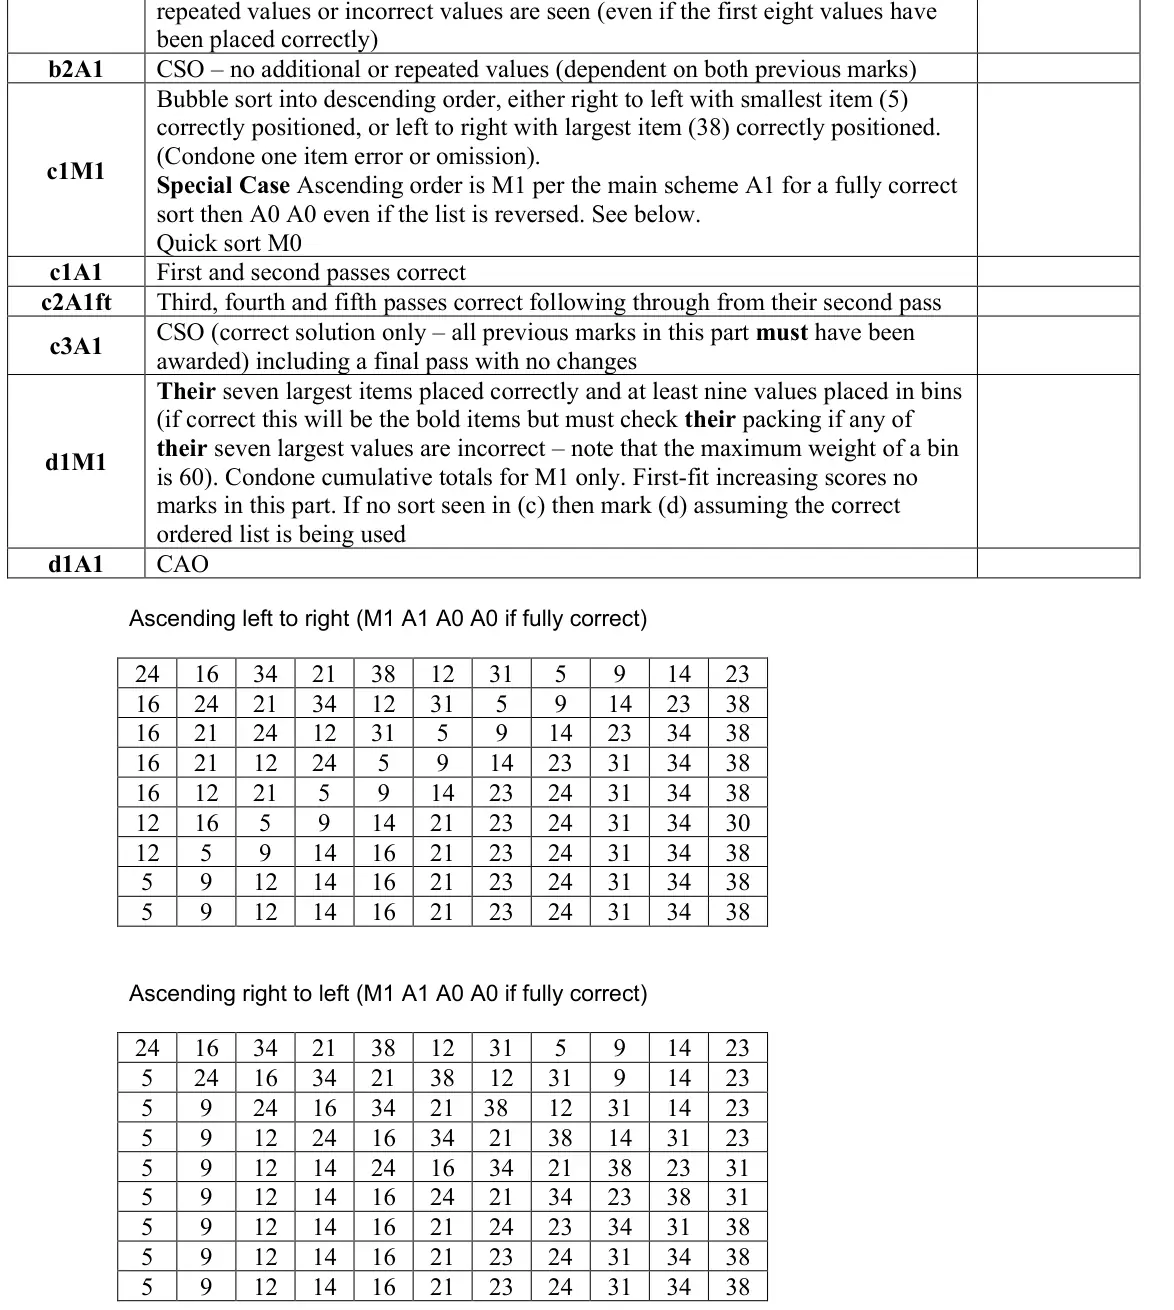 repeated values or incorrect values are seen (even if the first eight values have
been placed correctly)
b2A1 CSO – no additional or repeated values (dependent on both previous marks)
c1M1 Bubble sort into descending order, either right to left with smallest item (5)
correctly positioned, or left to right with largest item (38) correctly positioned.
(Condone one item error or omission).
Special Case Ascending order is M1 per the main scheme A1 for a fully correct
sort then A0 A0 even if the list is reversed. See below.
Quick sort M0
c1A1 First and second passes correct
c2A1ft Third, fourth and fifth passes correct following through from their second pass
c3A1 CSO (correct solution only – all previous marks in this part must have been
awarded) including a final pass with no changes
d1M1 Their seven largest items placed correctly and at least nine values placed in bins
(if correct this will be the bold items but must check their packing if any of
their seven largest values are incorrect – note that the maximum weight of a bin
is 60). Condone cumulative totals for M1 only. First-fit increasing scores no
marks in this part. If no sort seen in (c) then mark (d) assuming the correct
ordered list is being used
d1A1 CAO
Ascending left to right (M1 A1 A0 A0 if fully correct)
24 16 34 21 38 12 31 5 9 14 23
16 24 21 34 12 31 5 9 14 23 38
16 21 24 12 31 5 9 14 23 34 38
16 21 12 24 5 9 14 23 31 34 38
16 12 21 5 9 14 23 24 31 34 38
12 16 5 9 14 21 23 24 31 34 30
12 5 9 14 16 21 23 24 31 34 38
5 9 12 14 16 21 23 24 31 34 38
5 9 12 14 16 21 23 24 31 34 38
Ascending right to left (M1 A1 A0 A0 if fully correct)
24 16 34 21 38 12 31 5 9 14 23
5 24 16 34 21 38 12 31 9 14 23
5 9 24 16 34 21 38 12 31 14 23
5 9 12 24 16 34 21 38 14 31 23
5 9 12 14 24 16 34 21 38 23 31
5 9 12 14 16 24 21 34 23 38 31
5 9 12 14 16 21 24 23 34 31 38
5 9 12 14 16 21 23 24 31 34 38
5 9 12 14 16 21 23 24 31 34 38